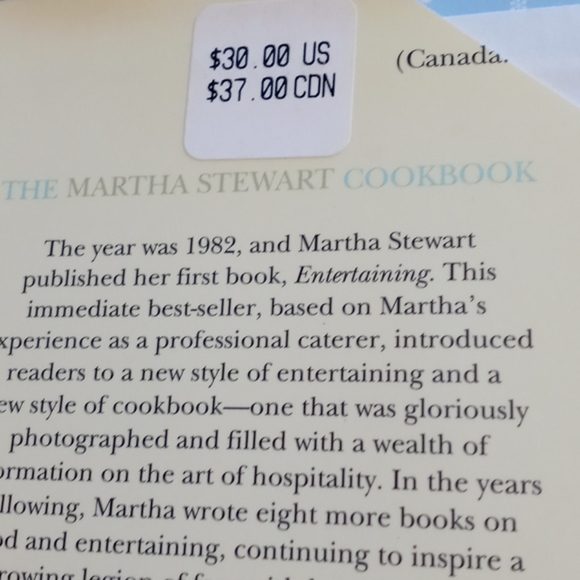 $30.00 US
$37.00 CDN
(Canada.
THE MARTHA STEWART COOKBOOK
The year was 1982, and Martha Stewart
published her first book, Entertaining. This
immediate best-seller, based on Martha's
xperience as a professional caterer, introduced
readers to a new style of entertaining and a
ew style of cookbook—one that was gloriously
photographed and filled with a wealth of
ormation on the art of hospitality. In the years
llowing, Martha wrote eight more books on
od and entertaining, continuing to inspire a
rowing legion of